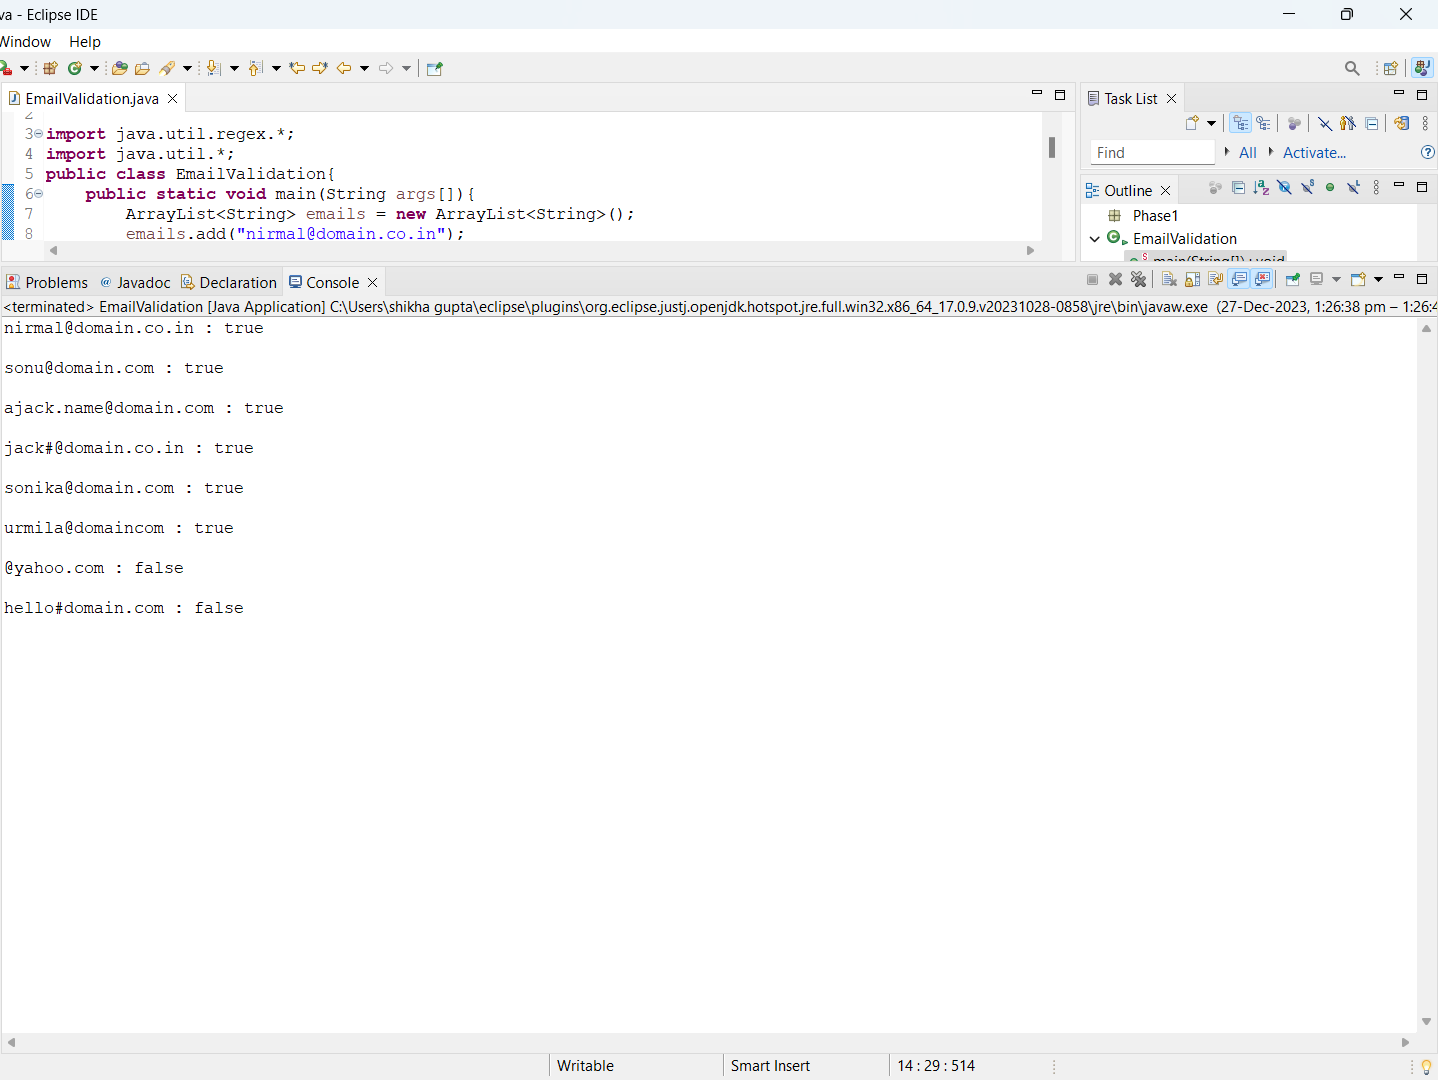 va - Eclipse IDE
Window Help
EmailValidation.java
Task List
2
3 import java.util.regex.*;
4 import java.util.*;
5 public class EmailValidation{
6 public static void main(String args[]){
7 ArrayList<String> emails = new ArrayList<String>();
8 emails.add("nirmal@domain.co.in");
Find All Activate...
Outline
Phase1
EmailValidation
main(String[]) : void
Problems @ Javadoc Declaration Console
<terminated> EmailValidation [Java Application] C:\Users\shikha gupta\eclipse\plugins\org.eclipse.justj.openjdk.hotspot.jre.full.win32.x86_64_17.0.9.v20231028-0858\jre\bin\javaw.exe (27-Dec-2023, 1:26:38 pm – 1:26:4
nirmal@domain.co.in : true
sonu@domain.com : true
ajack.name@domain.com : true
jack#@domain.co.in : true
sonika@domain.com : true
urmila@domaincom : true
@yahoo.com : false
hello#domain.com : false
Writable Smart Insert 14 : 29 : 514